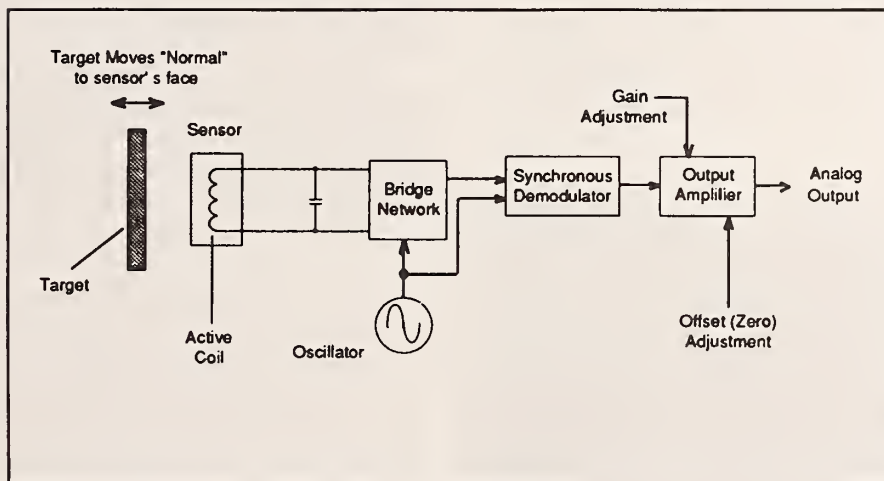 Target Moves "Normal"
to sensor's face
Sensor
Target
Active
Coil
Bridge
Network
Oscillator
Synchronous
Demodulator
Gain
Adjustment
Output
Amplilier
Analog
Output
Offset (Zero)
Adjustment